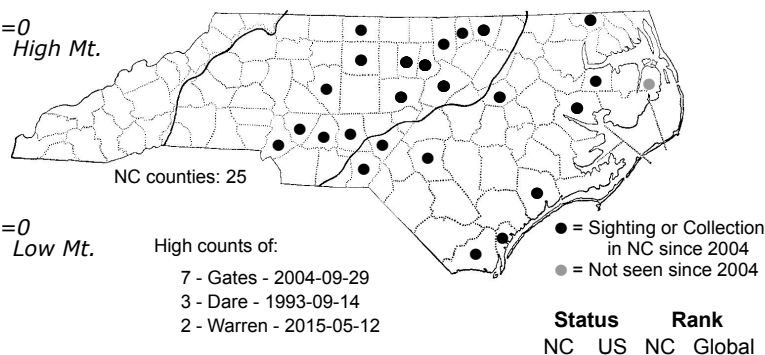 =0
High Mt.
NC counties: 25
=0
Low Mt.
High counts of:
7 - Gates - 2004-09-29
3 - Dare - 1993-09-14
2 - Warren - 2015-05-12
= Sighting or Collection
in NC since 2004
= Not seen since 2004
Status Rank
NC US NC Global